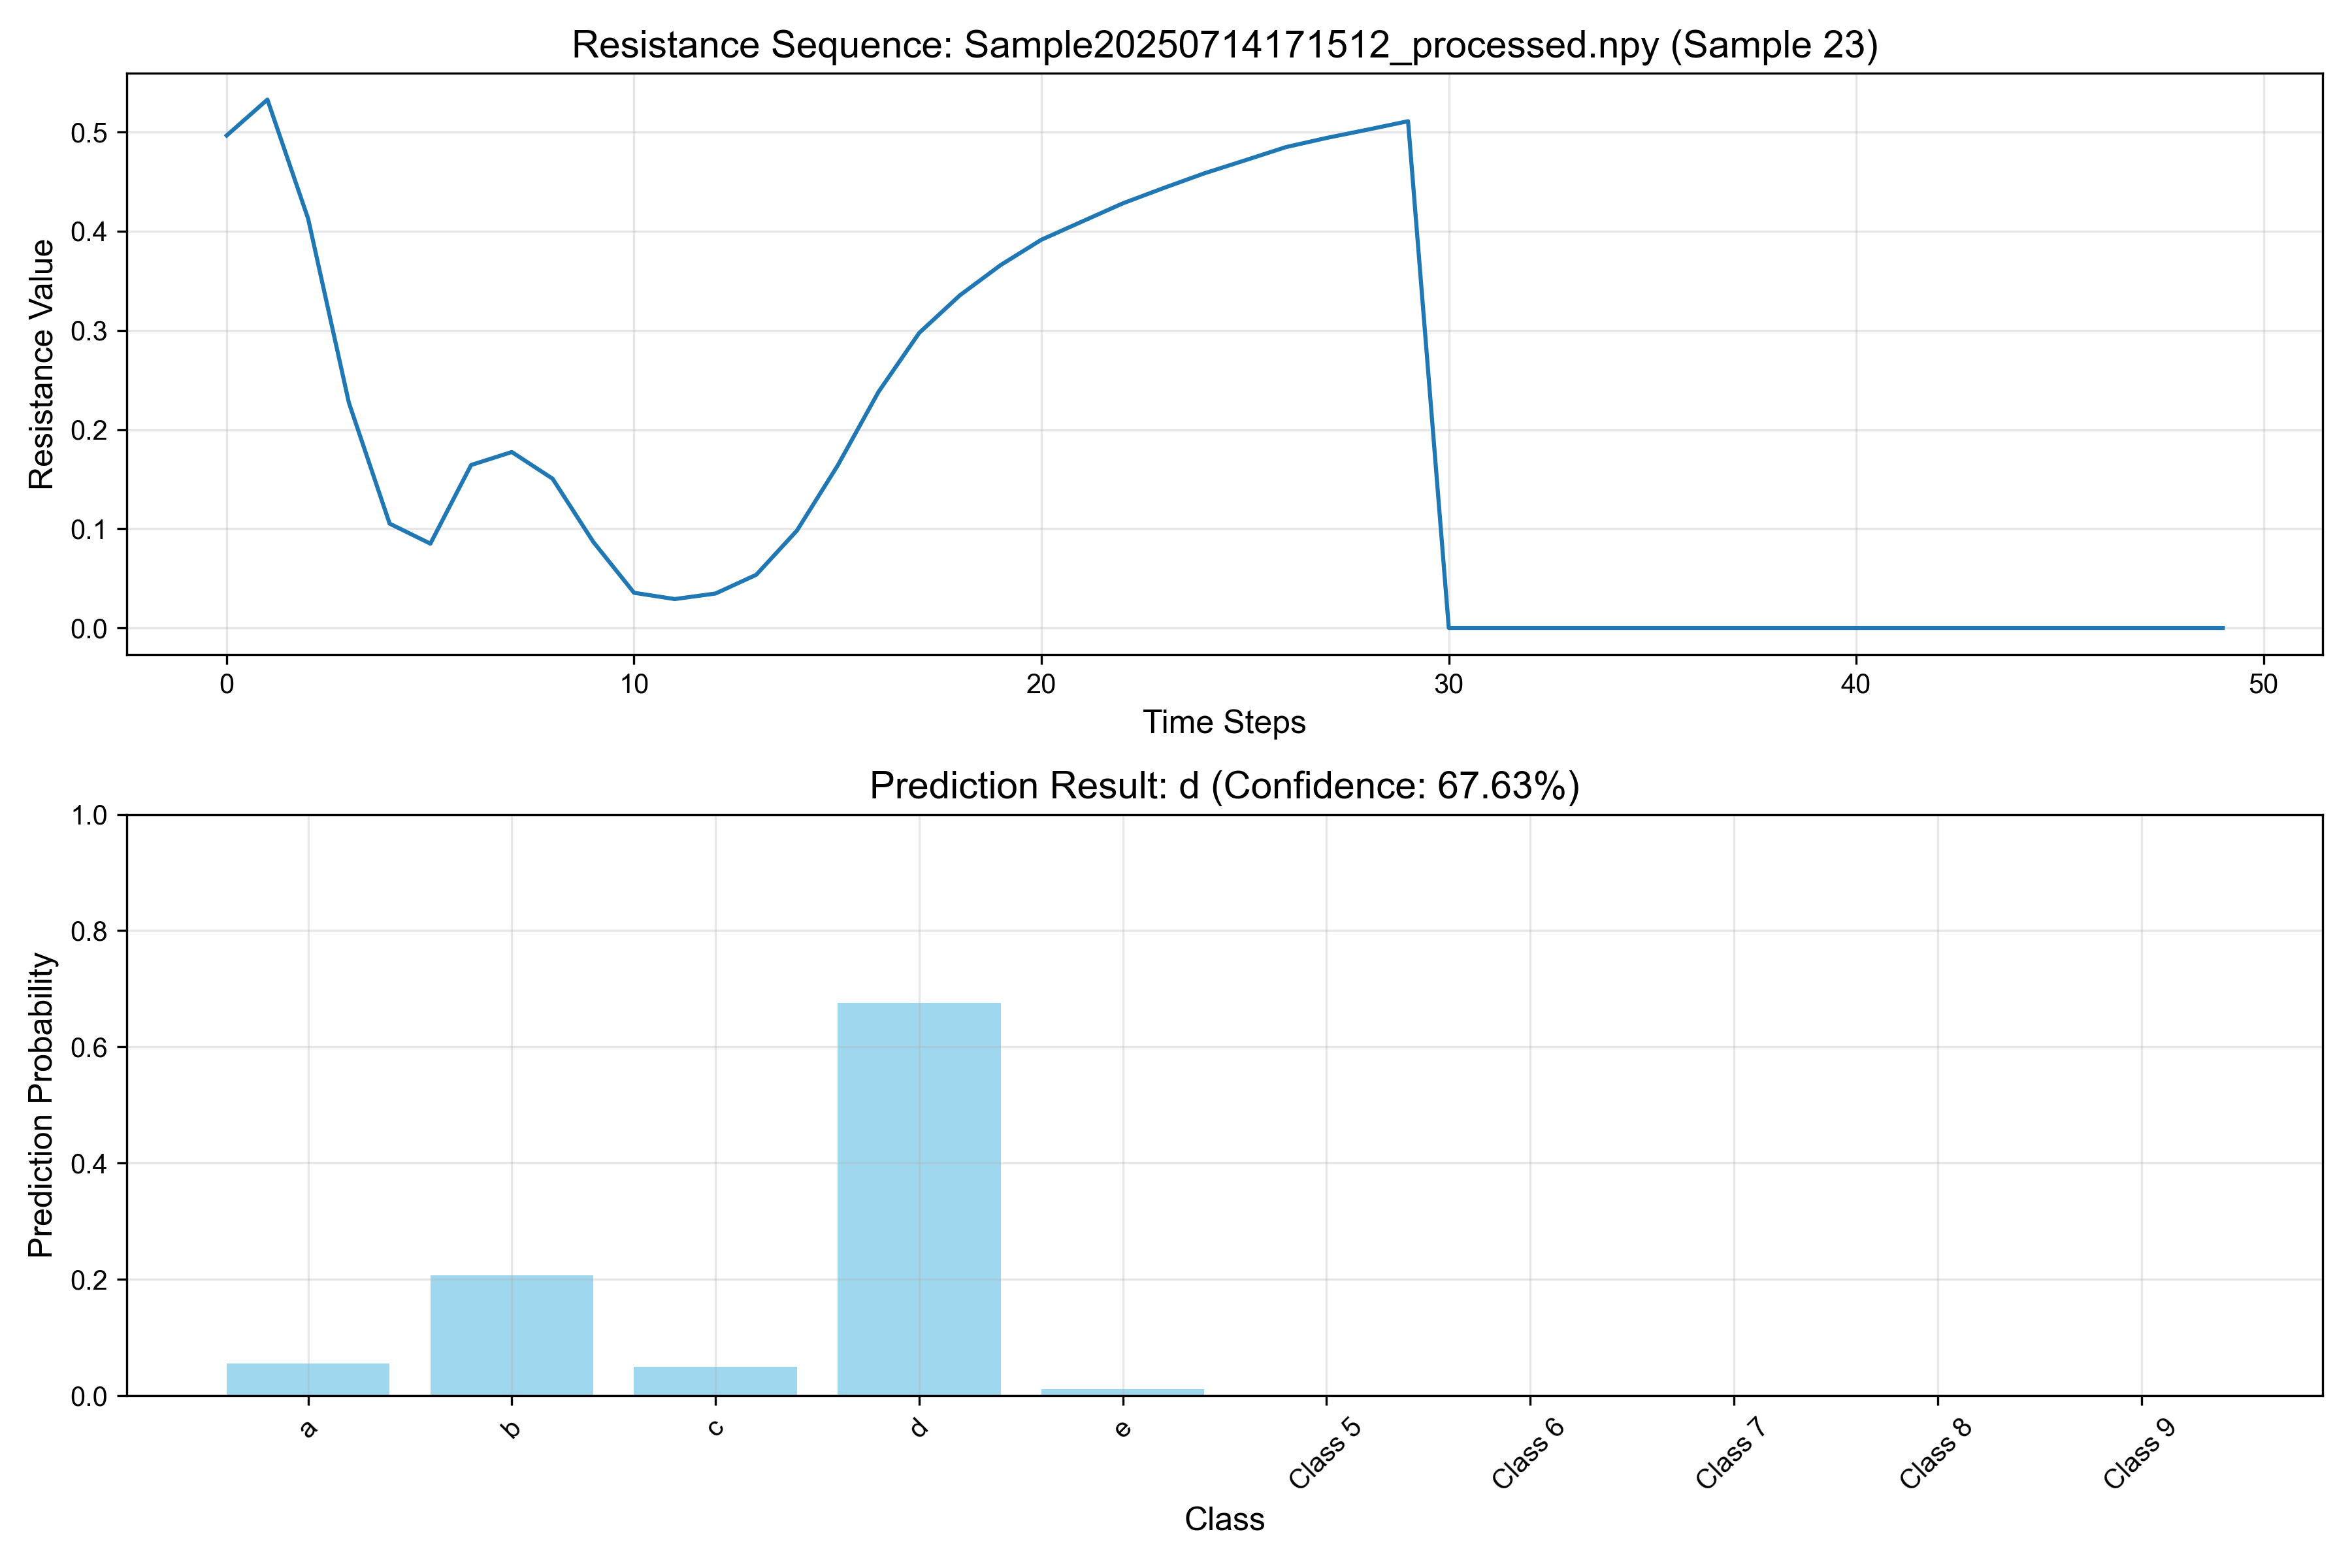 Resistance Sequence: Sample20250714171512_processed.npy (Sample 23)
Resistance Value
0.5
0.4
0.3
0.2
0.1
0.0
0 10 20 30 40 50
Time Steps
Prediction Result: d (Confidence: 67.63%)
Prediction Probability
1.0
0.8
0.6
0.4
0.2
0.0
a b c d e Class 5 Class 6 Class 7 Class 8 Class 9
Class